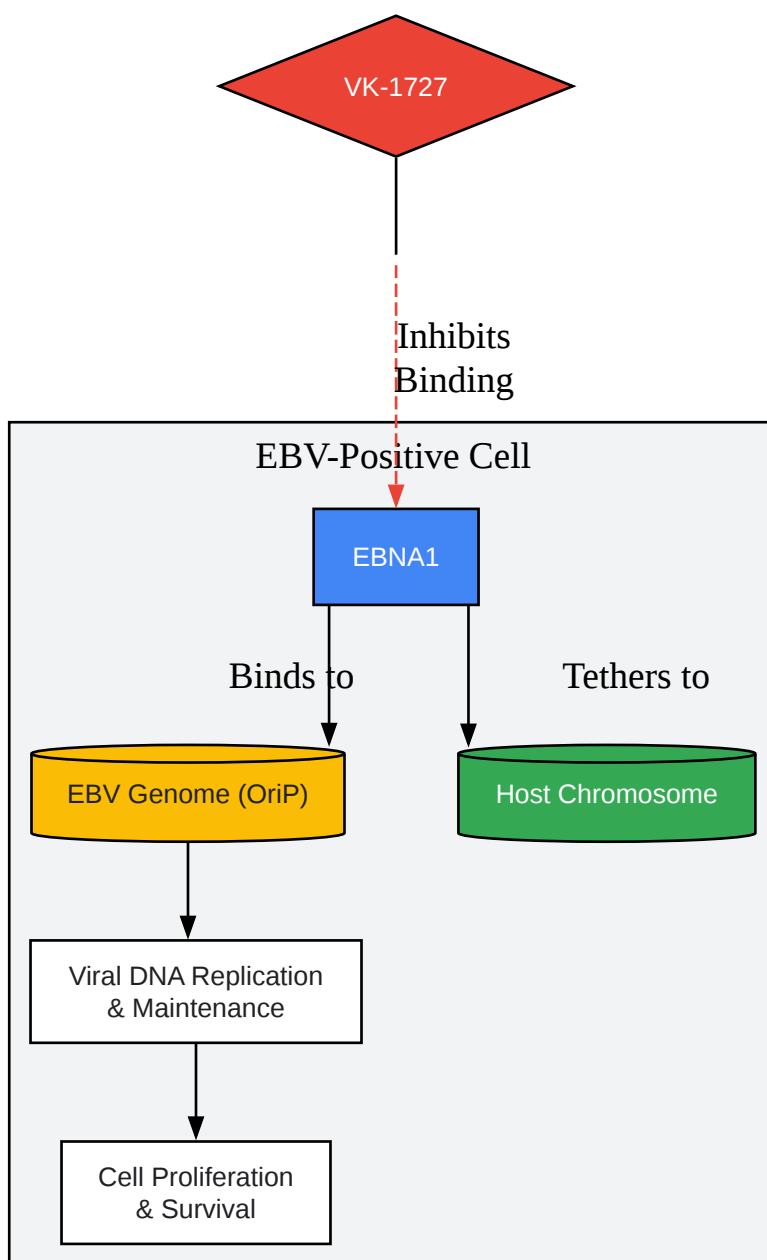 VK-1727
Inhibits
Binding
EBV-Positive Cell
EBNA1
Binds to
Tethers to
EBV Genome (OriP)
Host Chromosome
Viral DNA Replication
& Maintenance
Cell Proliferation
& Survival